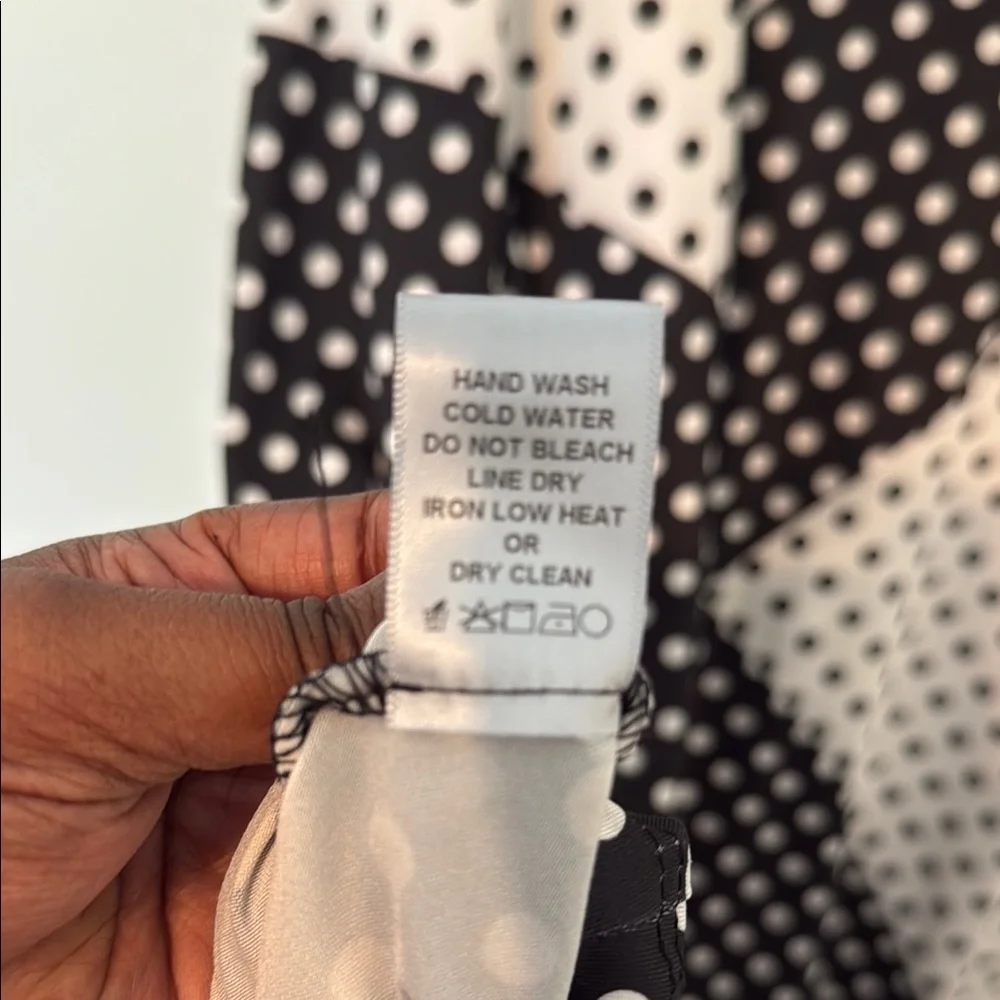 HAND WASH
COLD WATER
DO NOT BLEACH
LINE DRY
IRON LOW HEAT
OR
DRY CLEAN